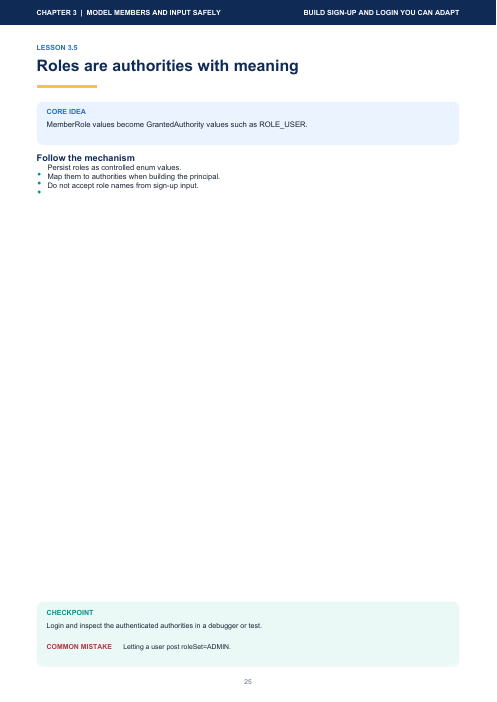 CHAPTER 3 | MODEL MEMBERS AND INPUT SAFELY
BUILD SIGN-UP AND LOGIN YOU CAN ADAPT
LESSON 3.5
Roles are authorities with meaning
CORE IDEA
MemberRole values become GrantedAuthority values such as ROLE_USER.
Follow the mechanism
Persist roles as controlled enum values.
Map them to authorities when building the principal.
Do not accept role names from sign-up input.
CHECKPOINT
Login and inspect the authenticated authorities in a debugger or test.
COMMON MISTAKE Letting a user post roleSet=ADMIN.
25